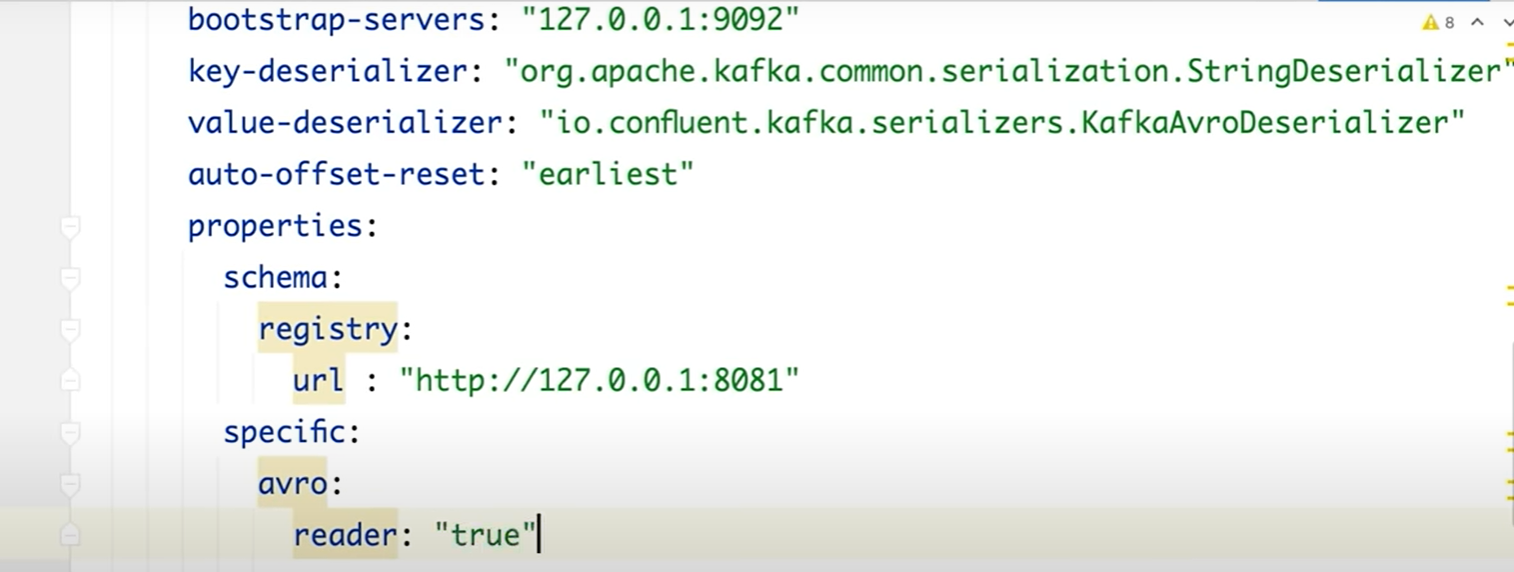 bootstrap-servers: "127.0.0.1:9092"
8
key-deserializer: "org.apache.kafka.common.serialization.StringDeserializer"
value-deserializer: "io.confluent.kafka.serializers.KafkaAvroDeserializer"
auto-offset-reset: "earliest"
properties:
schema:
registry:
url : "http://127.0.0.1:8081"
specific:
avro:
reader: "true"